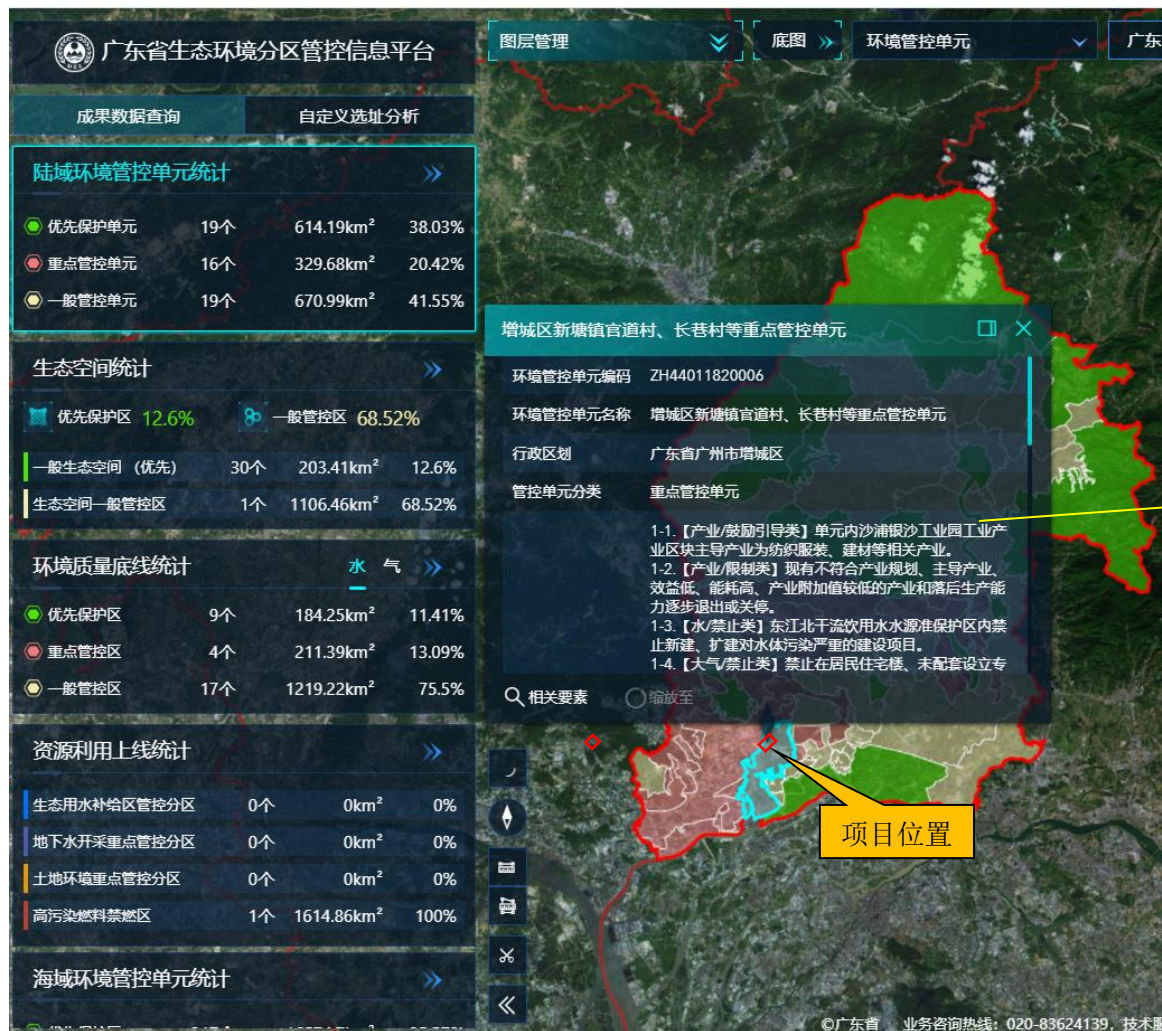 广东省生态环境分区管控信息平台
成果数据查询 自定义选址分析
陆域环境管控单元统计
优先保护单元 19个 614.19km² 38.03%
重点管控单元 16个 329.68km² 20.42%
一般管控单元 19个 670.99km² 41.55%
生态空间统计
优先保护区 12.6% 一般管控区 68.52%
一般生态空间 (优先) 30个 203.41km² 12.6%
生态空间一般管控区 1个 1106.46km² 68.52%
环境质量底线统计 水 气
优先保护区 9个 184.25km² 11.41%
重点管控区 4个 211.39km² 13.09%
一般管控区 17个 1219.22km² 75.5%
资源利用上线统计
生态用水补给区管控分区 0个 0km² 0%
地下水开采重点管控分区 0个 0km² 0%
土地环境重点管控分区 0个 0km² 0%
高污染燃料禁燃区 1个 1614.86km² 100%
海域环境管控单元统计
图层管理 底图 环境管控单元 广东
增城区新塘镇官道村、长巷村等重点管控单元
环境管控单元编码 ZH44011820006
环境管控单元名称 增城区新塘镇官道村、长巷村等重点管控单元
行政区划 广东省广州市增城区
管控单元分类 重点管控单元
1-1.【产业/鼓励引导类】单元内沙浦银沙工业园工业产
业区块主导产业为纺织服装、建材等相关产业。
1-2.【产业/限制类】现有不符合产业规划、主导产业、
效益低、能耗高、产业附加值较低的产业和落后生产能
力逐步退出或关停。
1-3.【水/禁止类】东江北干流饮用水水源准保护区内禁
止新建、扩建对水体污染严重的建设项目。
1-4.【大气/禁止类】禁止在居民住宅楼、未配套设立专
相关要素 缩放至
项目位置
©广东省 业务咨询热线：020-83624139，技术服